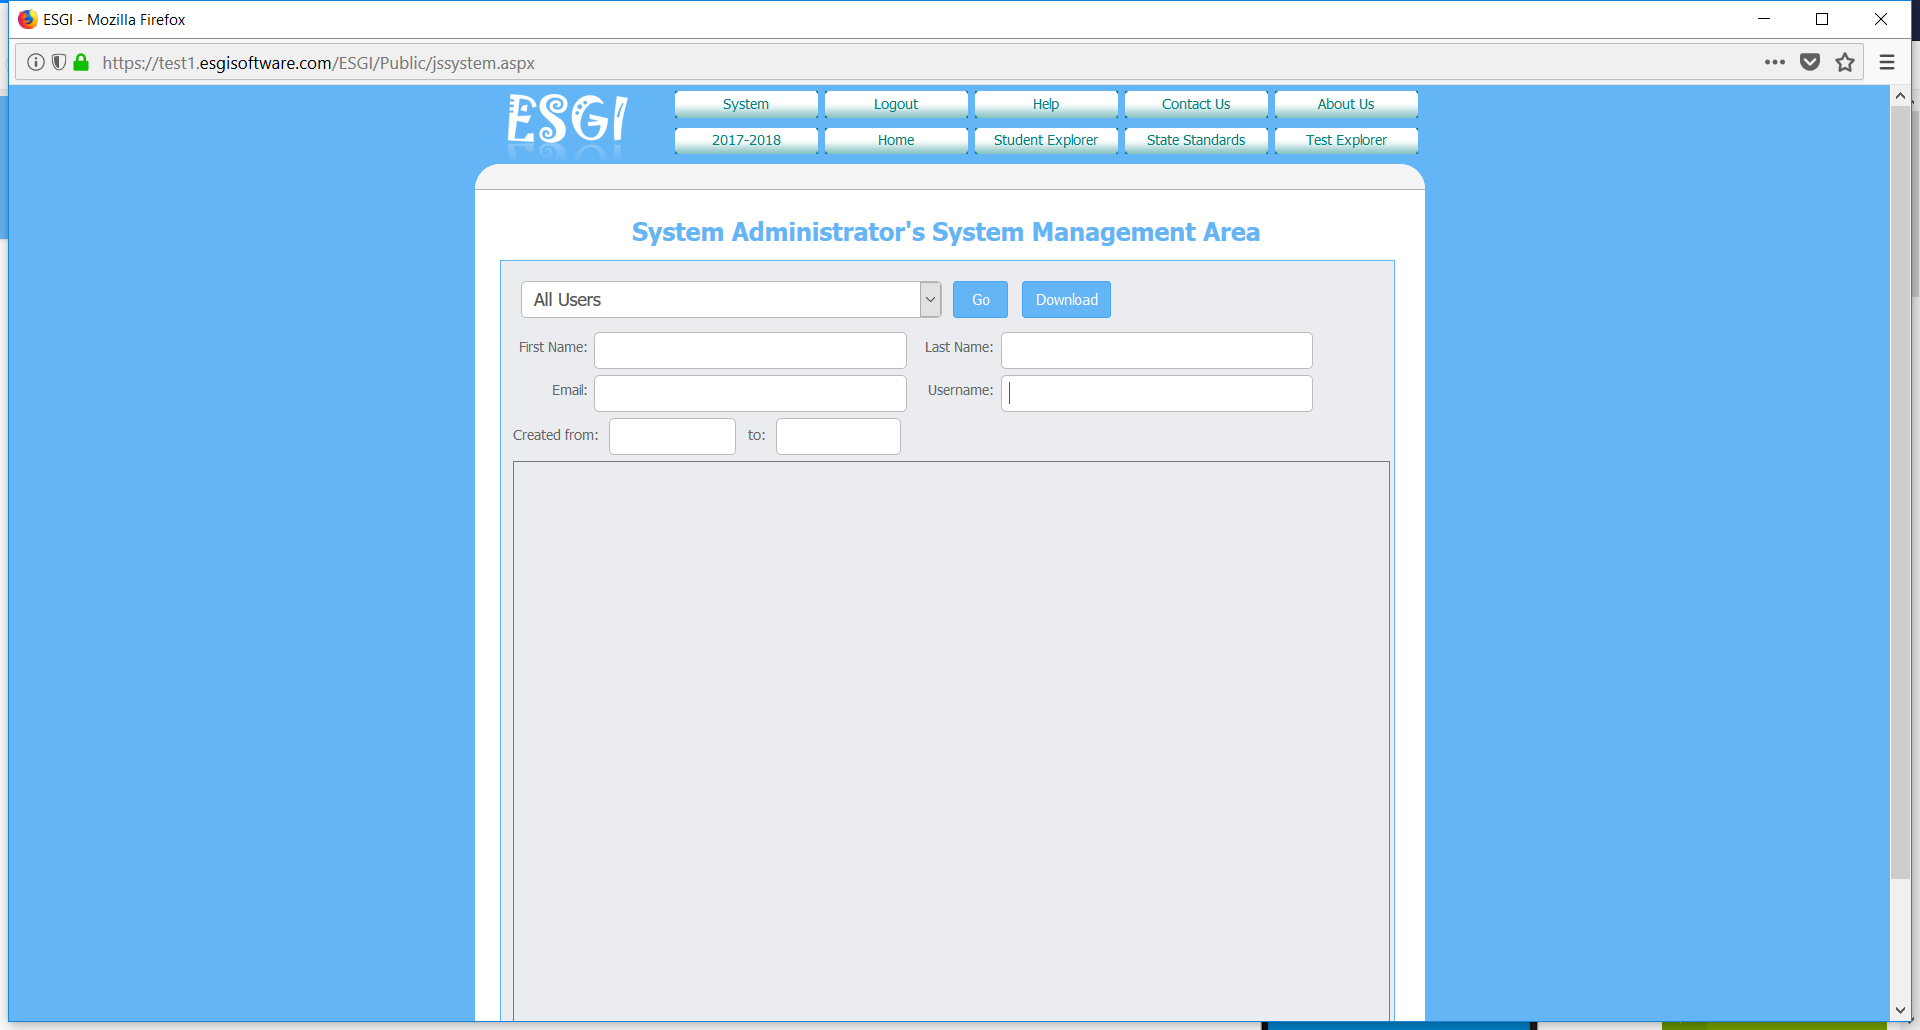 ESGI - Mozilla Firefox
https://test1.esgisoftware.com/ESGI/Public/jssystem.aspx
ESGI
System Logout Help Contact Us About Us
2017-2018 Home Student Explorer State Standards Test Explorer
System Administrator's System Management Area
All Users Go Download
First Name: Last Name:
Email: Username:
Created from: to: